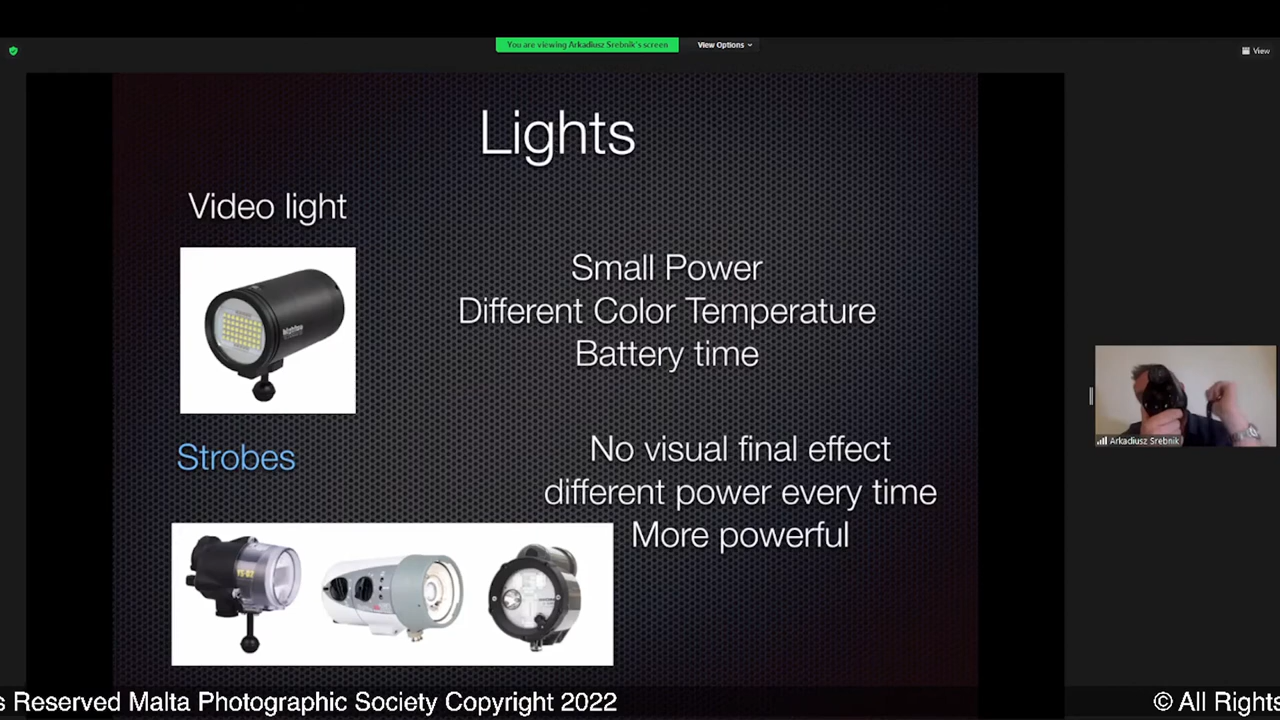 You are viewing Arkadiusz Srebnik's screen
View Options
View
Lights
Video light
Small Power
Different Color Temperature
Battery time
Strobes
No visual final effect
different power every time
More powerful
Arkadiusz Srebnik
s Reserved Malta Photographic Society Copyright 2022
© All Rights